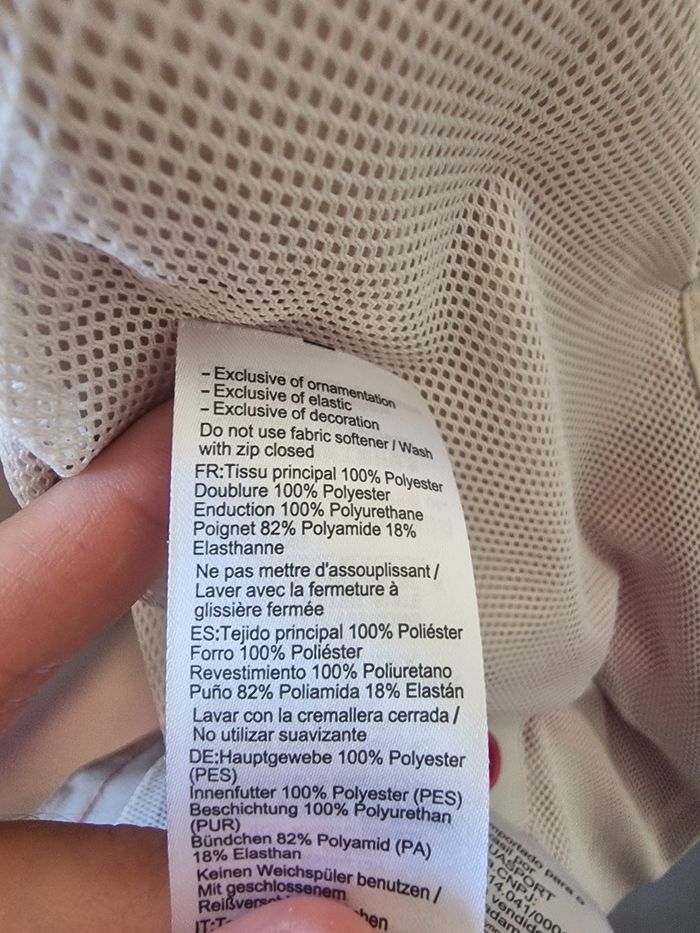 - Exclusive of ornamentation
- Exclusive of elastic
- Exclusive of decoration
Do not use fabric softener / Wash
with zip closed
FR:Tissu principal 100% Polyester
Doublure 100% Polyester
Enduction 100% Polyurethane
Poignet 82% Polyamide 18%
Elasthanne
Ne pas mettre d'assouplissant /
Laver avec la fermeture à
glissière fermée
ES:Tejido principal 100% Poliéster
Forro 100% Poliéster
Revestimiento 100% Poliuretano
Puño 82% Poliamida 18% Elastán
Lavar con la cremallera cerrada /
No utilizar suavizante
DE:Hauptgewebe 100% Polyester
(PES)
Innenfutter 100% Polyester (PES)
Beschichtung 100% Polyurethan
(PUR)
Bündchen 82% Polyamid (PA)
18% Elasthan
Keinen Weichspüler benutzen /
Mit geschlossenem
para o
por
CNPJ: